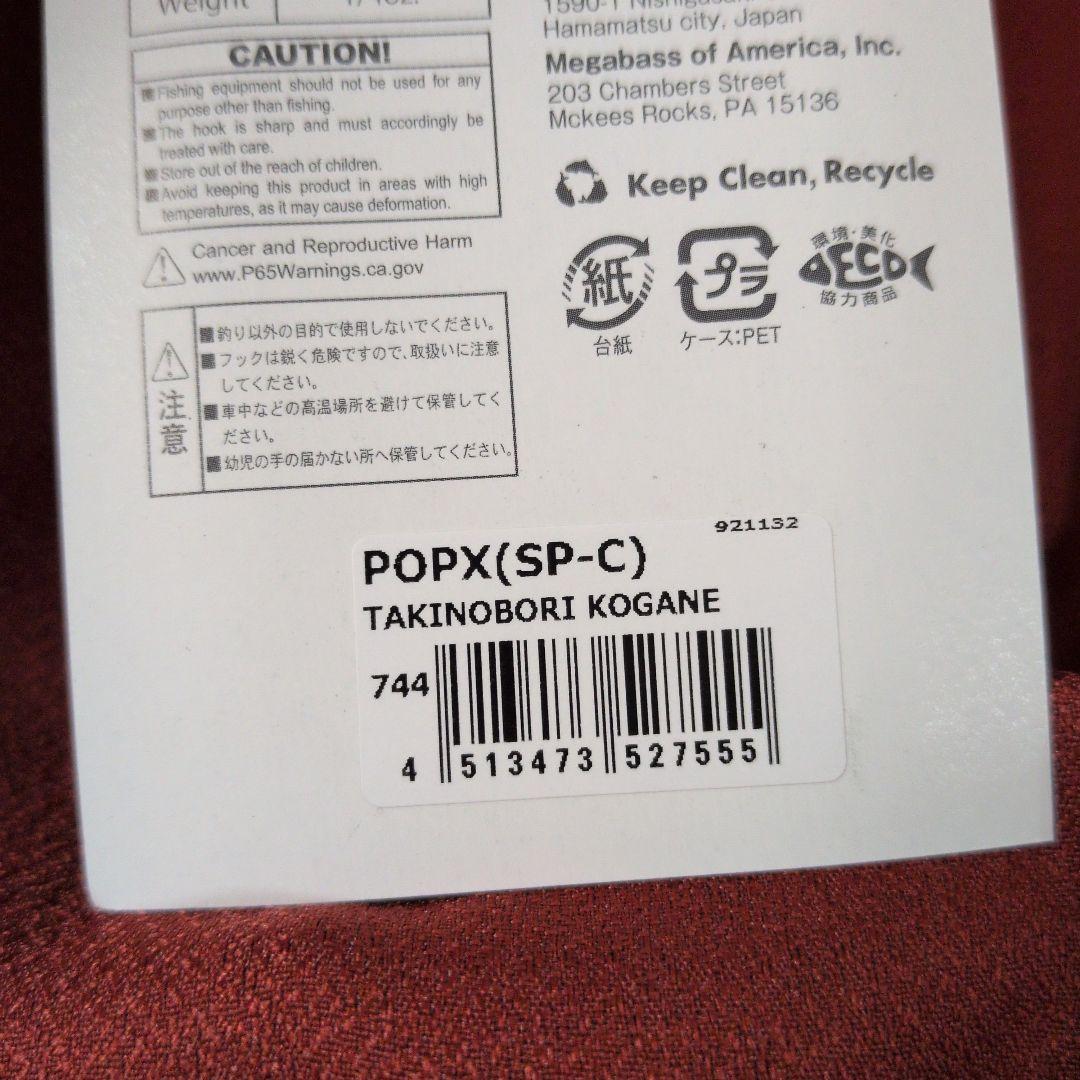 Weight
CAUTION!
■Fishing equipment should not be used for any
purpose other than fishing.
■The hook is sharp and must accordingly be
treated with care.
■Store out of the reach of children.
■Avoid keeping this product in areas with high
temperatures, as it may cause deformation.
Cancer and Reproductive Harm
www.P65Warnings.ca.gov
注意
■釣り以外の目的で使用しないでください。
■フックは鋭く危険ですので、取扱いに注意
してください。
■車中などの高温場所を避けて保管してく
ださい。
■幼児の手の届かない所へ保管してください。
Hamamatsu city, Japan
Megabass of America, Inc.
203 Chambers Street
Mckees Rocks, PA 15136
Keep Clean, Recycle
紙
台紙
プラ
ケース:PET
環境・美化
ECO
協力商品
921132
POPX(SP-C)
TAKINOBORI KOGANE
744
4 513473 527555